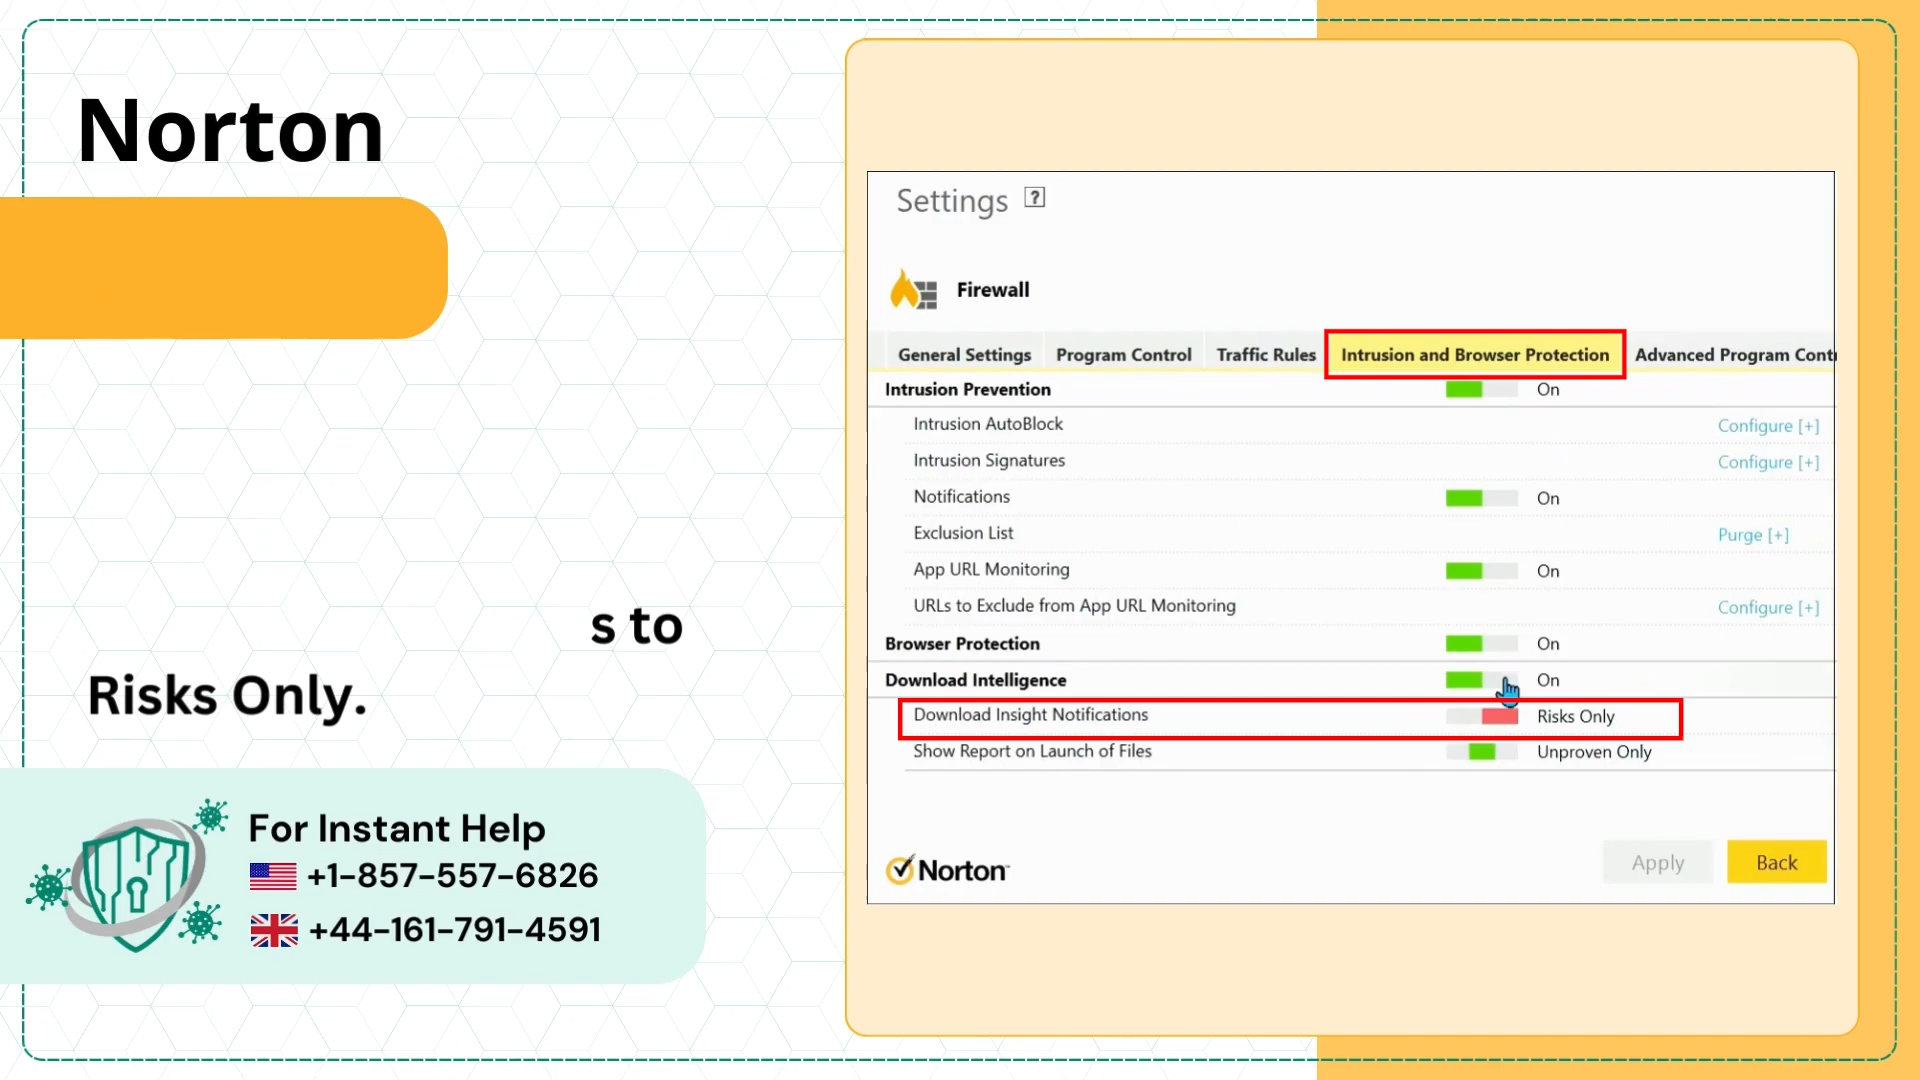 Norton
s to
Risks Only.
For Instant Help
+1-857-557-6826
+44-161-791-4591
Settings ?
Firewall
General Settings Program Control Traffic Rules Intrusion and Browser Protection Advanced Program Contr
Intrusion Prevention On
Intrusion AutoBlock Configure [+]
Intrusion Signatures Configure [+]
Notifications On
Exclusion List Purge [+]
App URL Monitoring On
URLs to Exclude from App URL Monitoring Configure [+]
Browser Protection On
Download Intelligence On
Download Insight Notifications Risks Only
Show Report on Launch of Files Unproven Only
Norton
Apply Back